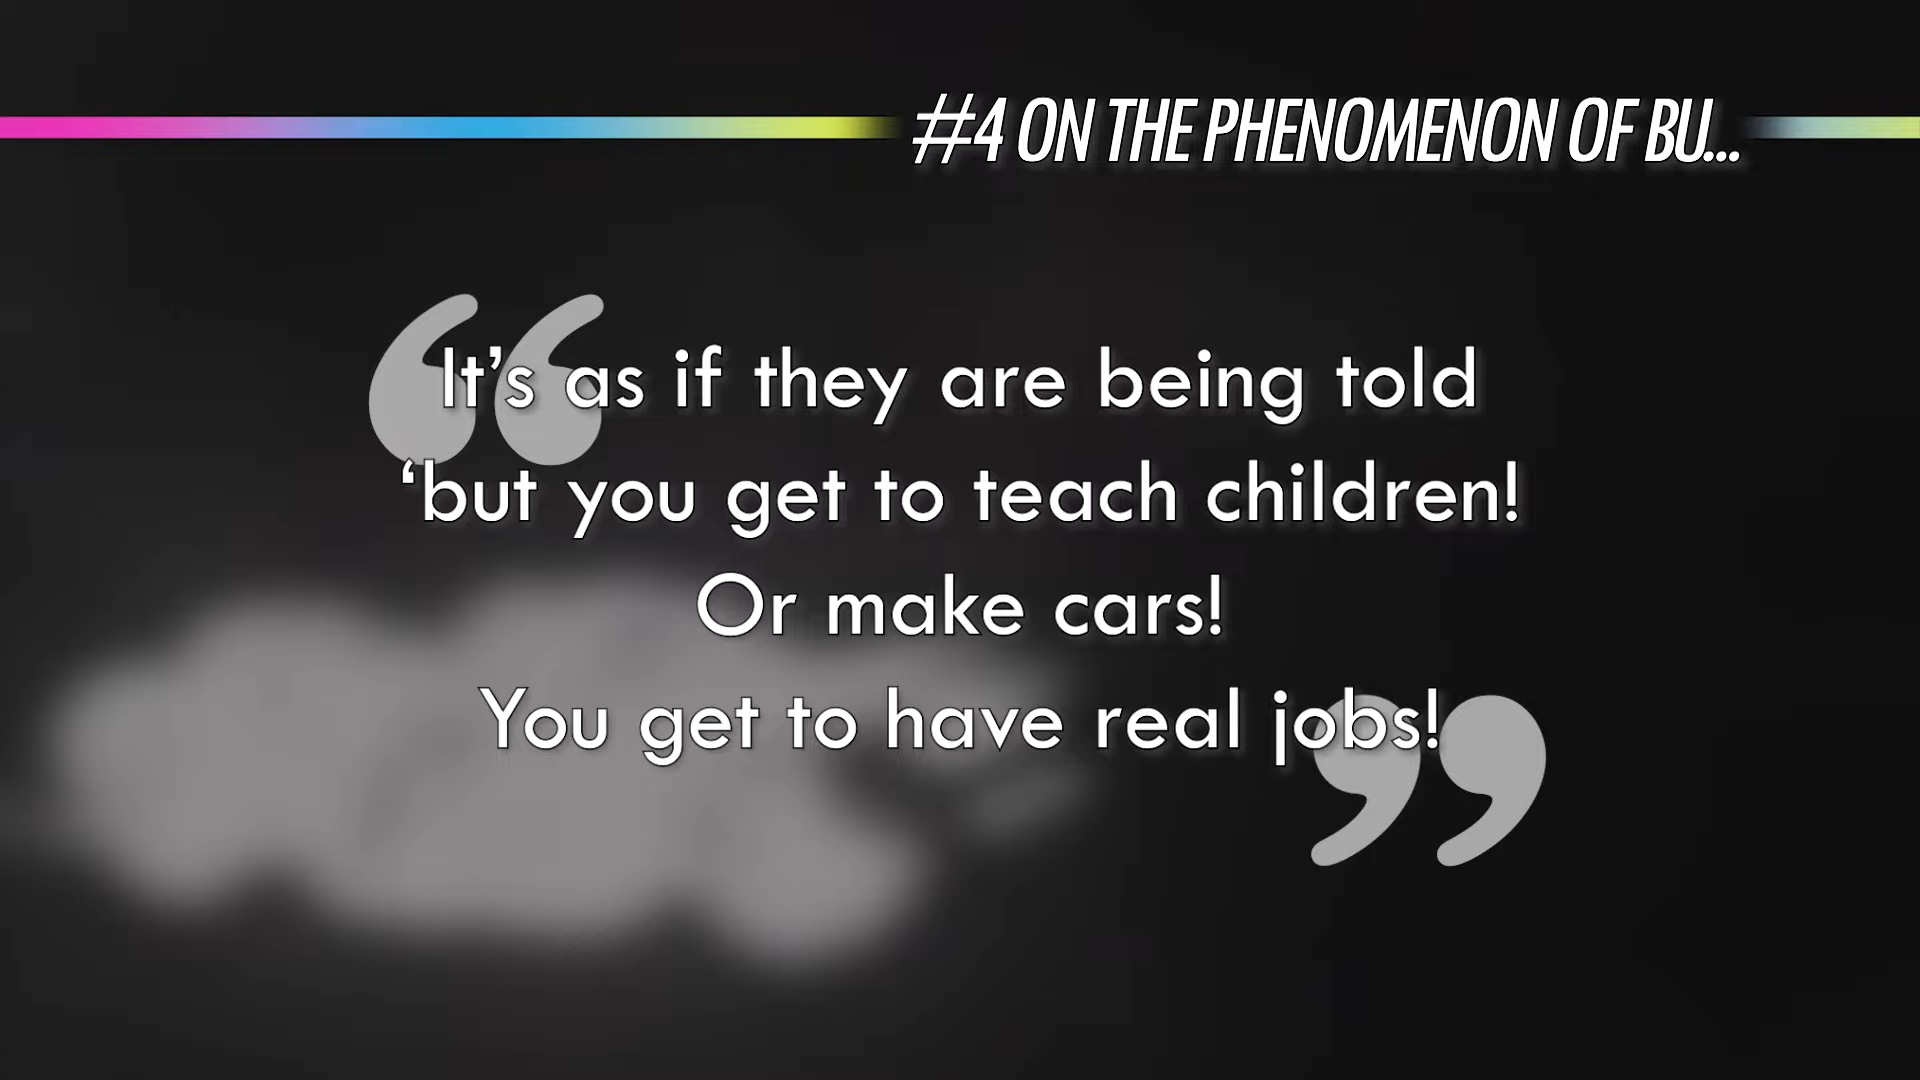 #4 ON THE PHENOMENON OF BU...
“It’s as if they are being told
‘but you get to teach children!
Or make cars!
You get to have real jobs!”